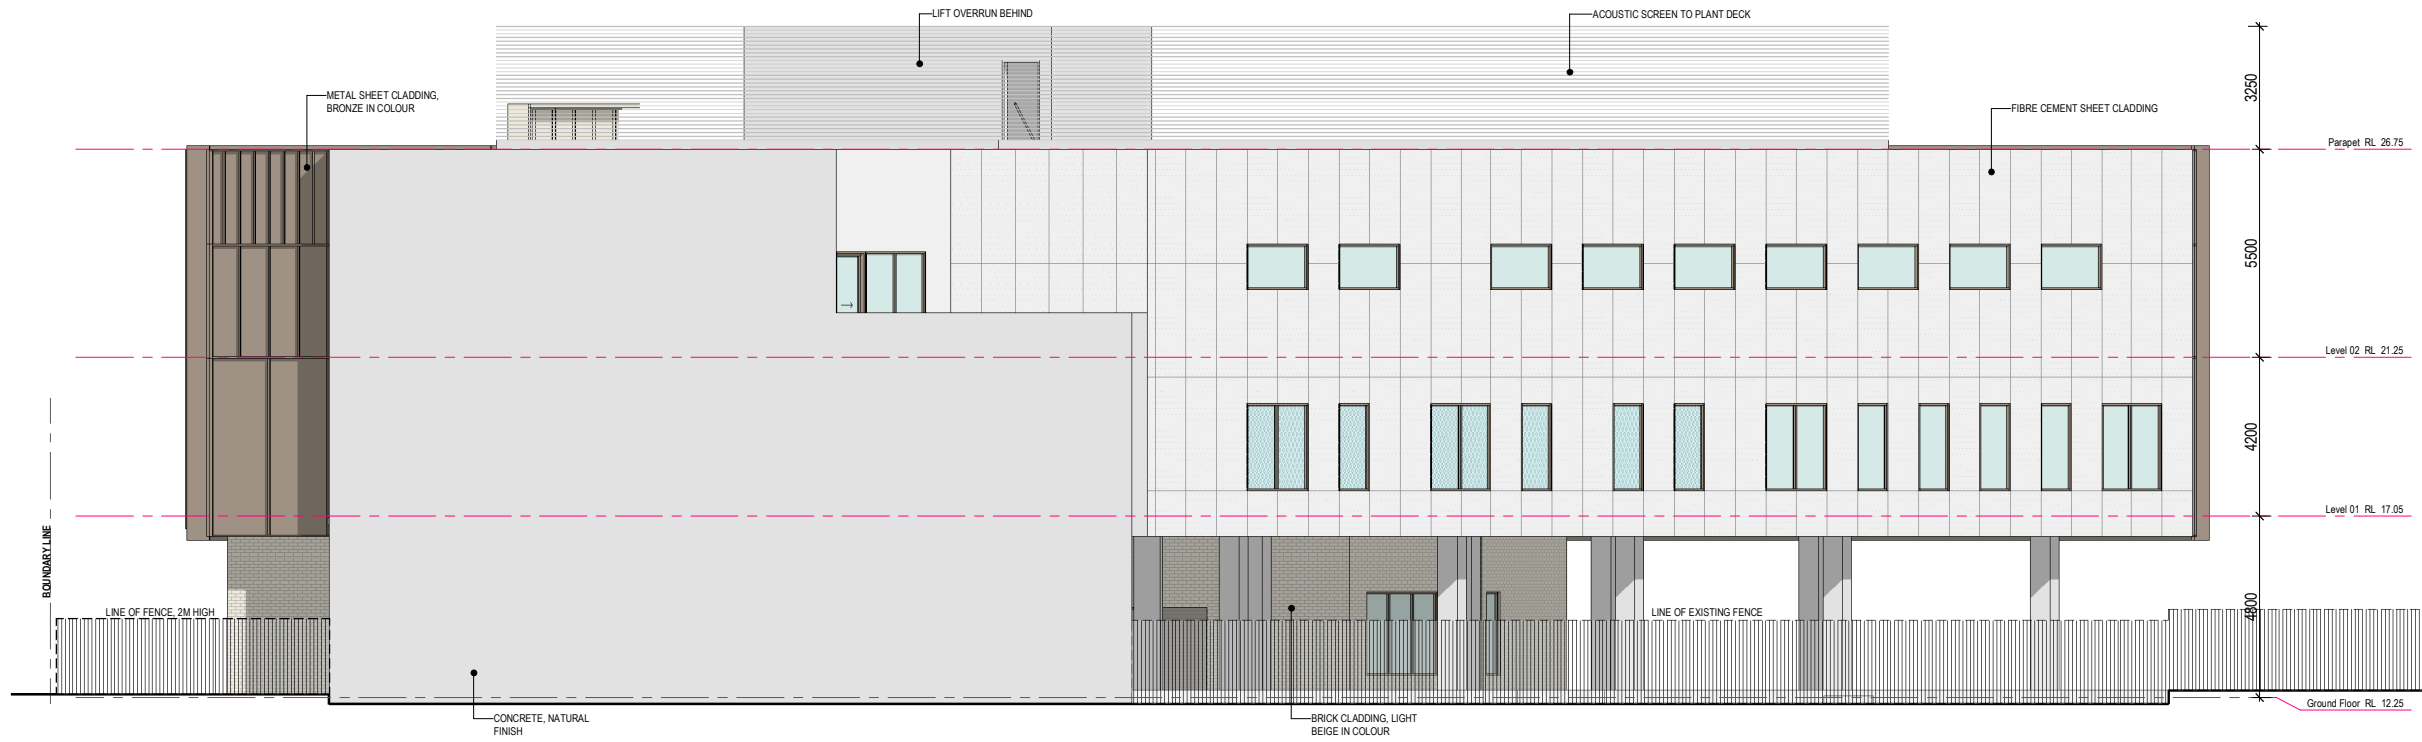 LIFT OVERRUN BEHIND
ACOUSTIC SCREEN TO PLANT DECK
METAL SHEET CLADDING,
BRONZE IN COLOUR
FIBRE CEMENT SHEET CLADDING
3250
Parapet RL 26.75
5500
Level 02 RL 21.25
4200
Level 01 RL 17.05
BOUNDARY LINE
LINE OF FENCE, 2M HIGH
LINE OF EXISTING FENCE
4800
Ground Floor RL 12.25
CONCRETE, NATURAL
FINISH
BRICK CLADDING, LIGHT
BEIGE IN COLOUR